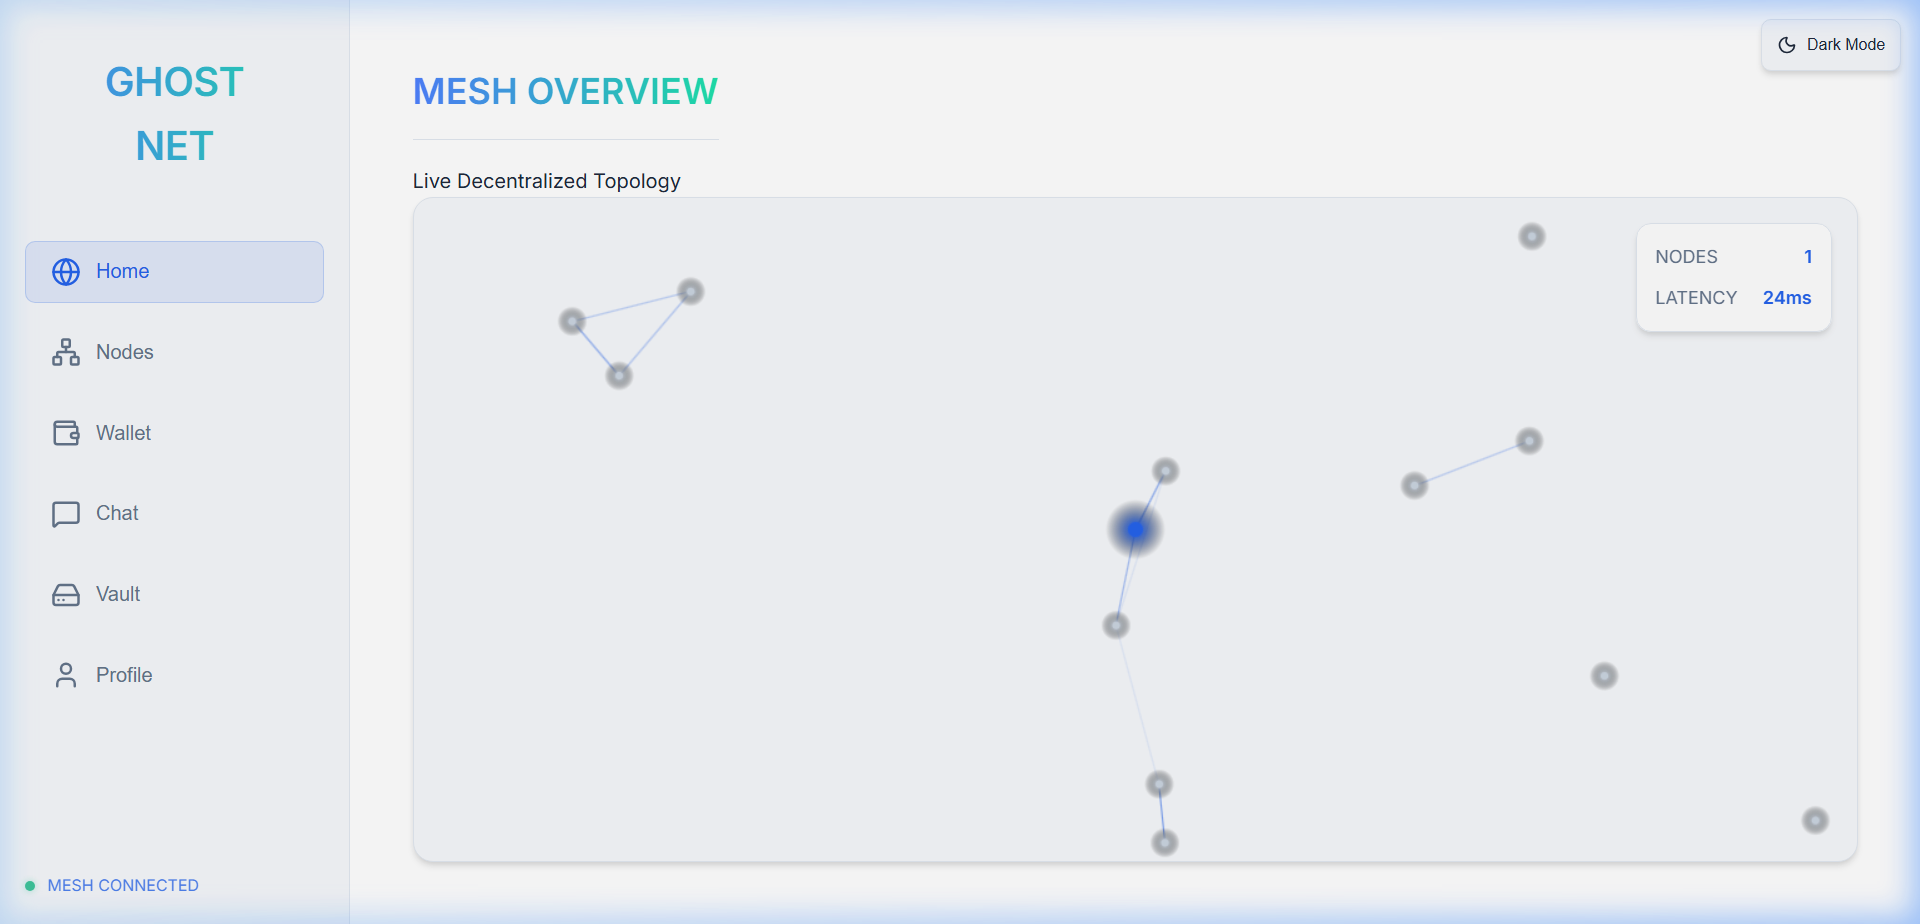 GHOST
NET
Home
Nodes
Wallet
Chat
Vault
Profile
MESH CONNECTED
Dark Mode
MESH OVERVIEW
Live Decentralized Topology
NODES 1
LATENCY 24ms